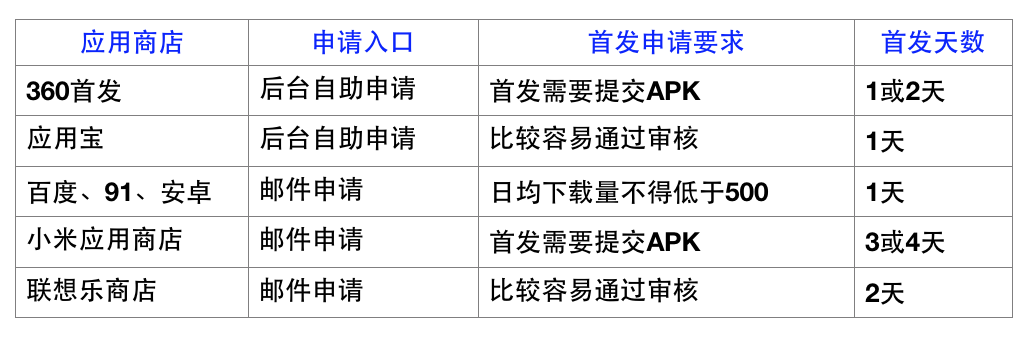 应用商店 申请入口 首发申请要求 首发天数
360首发 后台自助申请 首发需要提交APK 1或2天
应用宝 后台自助申请 比较容易通过审核 1天
百度、91、安卓 邮件申请 日均下载量不得低于500 1天
小米应用商店 邮件申请 首发需要提交APK 3或4天
联想乐商店 邮件申请 比较容易通过审核 2天